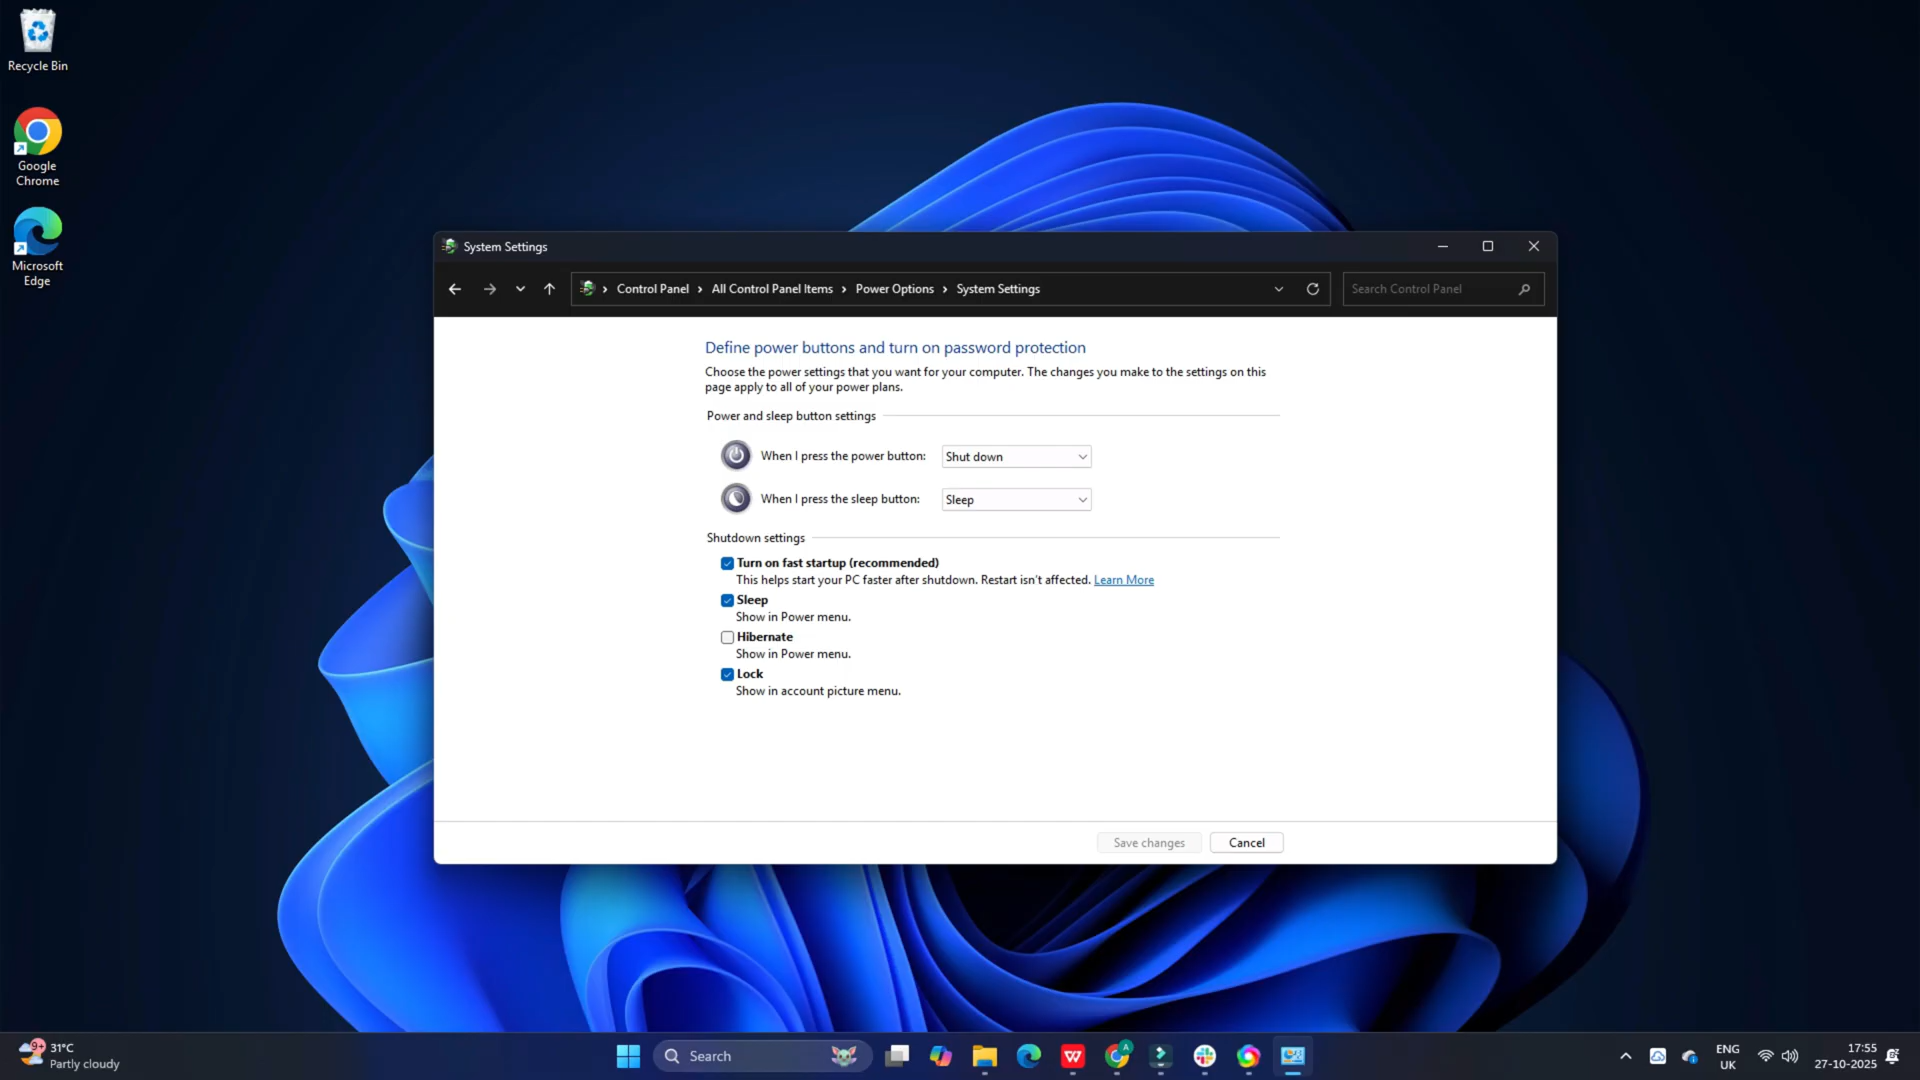 Recycle Bin
Google
Chrome
Microsoft
Edge
System Settings
Control Panel
All Control Panel Items
Power Options
System Settings
Search Control Panel
Define power buttons and turn on password protection
Choose the power settings that you want for your computer. The changes you make to the settings on this
page apply to all of your power plans.
Power and sleep button settings
When I press the power button:
Shut down
When I press the sleep button:
Sleep
Shutdown settings
Turn on fast startup (recommended)
This helps start your PC faster after shutdown. Restart isn't affected. Learn More
Sleep
Show in Power menu.
Hibernate
Show in Power menu.
Lock
Show in account picture menu.
Save changes
Cancel
9+
31°C
Partly cloudy
Search
W
A
ENG
UK
17:55
27-10-2025